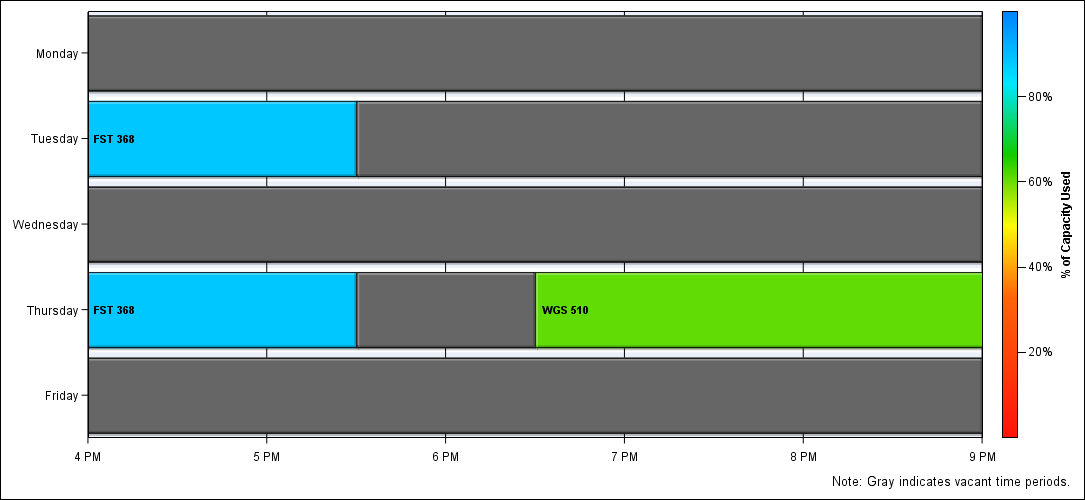 Monday
Tuesday
FST 368
Wednesday
Thursday
FST 368
WGS 510
Friday
4 PM
5 PM
6 PM
7 PM
8 PM
9 PM
80%
60%
40%
20%
% of Capacity Used
Note: Gray indicates vacant time periods.